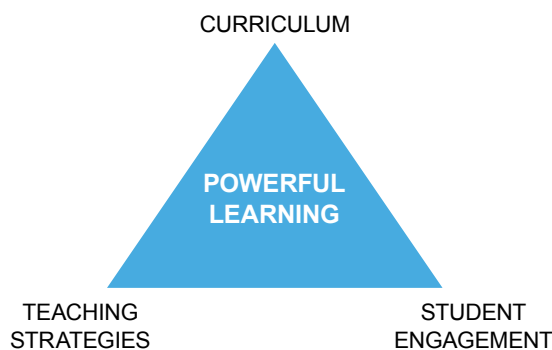 CURRICULUM
POWERFUL
LEARNING
TEACHING
STRATEGIES
STUDENT
ENGAGEMENT